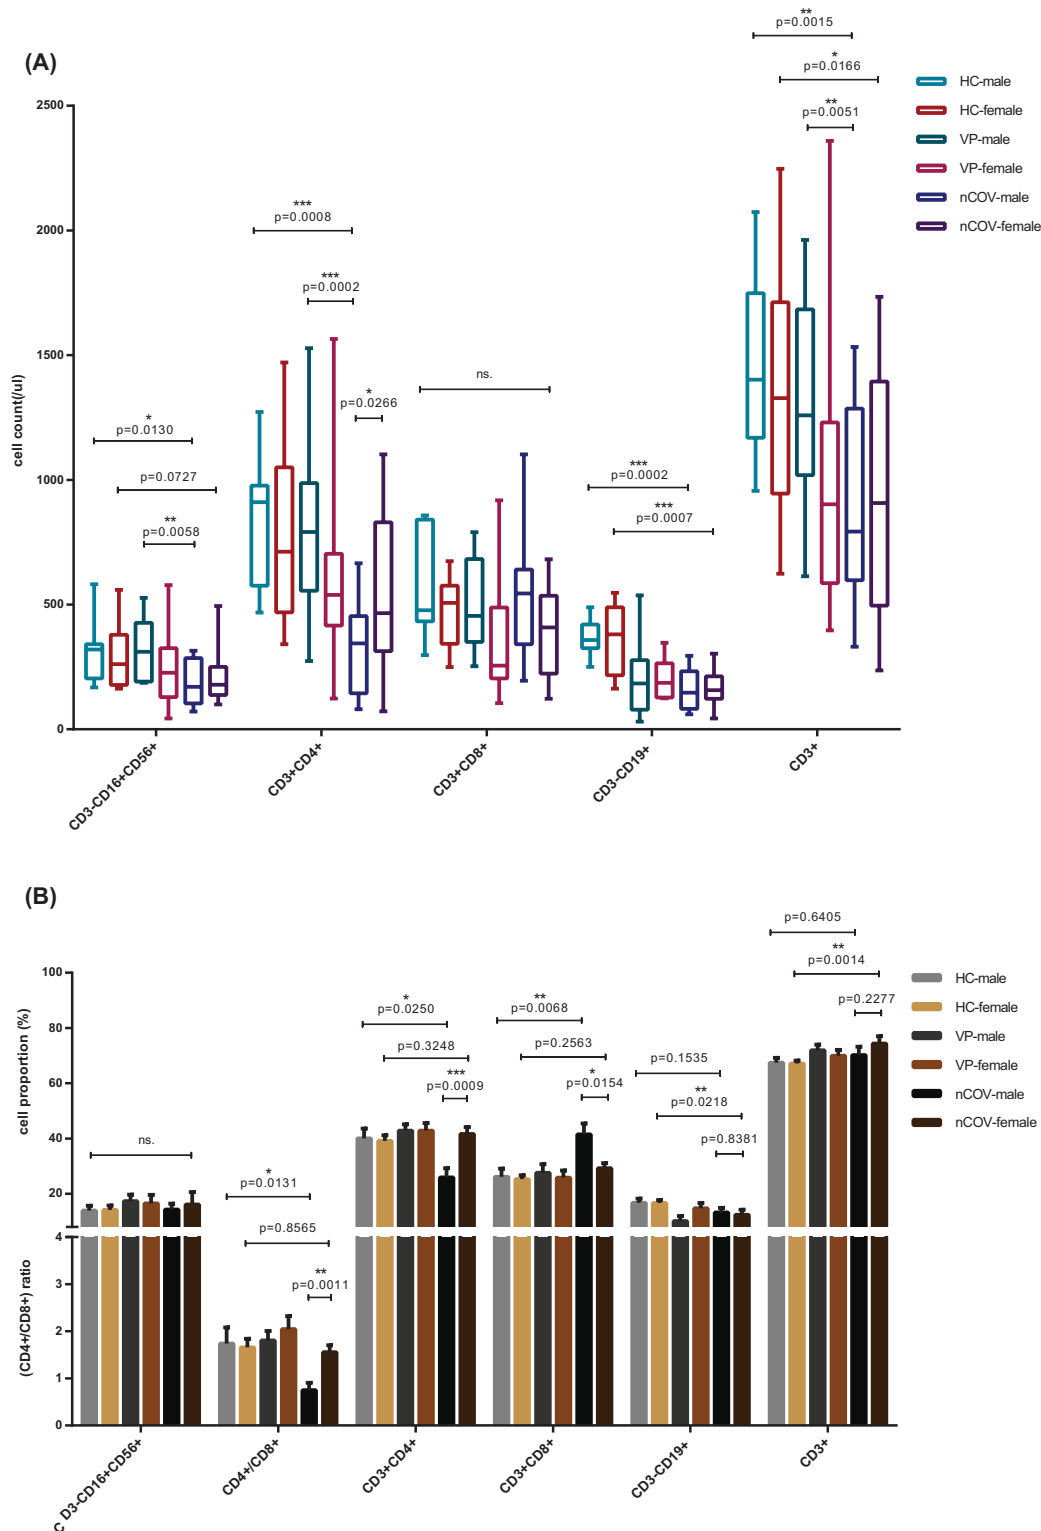 (A)
**
p=0.0015
*
p=0.0166
**
p=0.0051
HC-male
HC-female
VP-male
VP-female
nCOV-male
nCOV-female
2500
2000
1500
1000
500
0
cell count(/ul)
***
p=0.0008
***
p=0.0002
*
p=0.0266
ns.
*
p=0.0130
p=0.0727
**
p=0.0058
***
p=0.0002
***
p=0.0007
CD3-CD16+CD56+
CD3+CD4+
CD3+CD8+
CD3-CD19+
CD3+
(B)
p=0.6405
**
p=0.0014
p=0.2277
HC-male
HC-female
VP-male
VP-female
nCOV-male
nCOV-female
100
80
60
40
20
cell proportion (%)
4
3
2
1
0
(CD4+/CD8+) ratio
*
p=0.0250
p=0.3248
***
p=0.0009
**
p=0.0068
p=0.2563
*
p=0.0154
p=0.1535
**
p=0.0218
p=0.8381
ns.
*
p=0.0131
p=0.8565
**
p=0.0011
C D3-CD16+CD56+
CD4+/CD8+
CD3+CD4+
CD3+CD8+
CD3-CD19+
CD3+